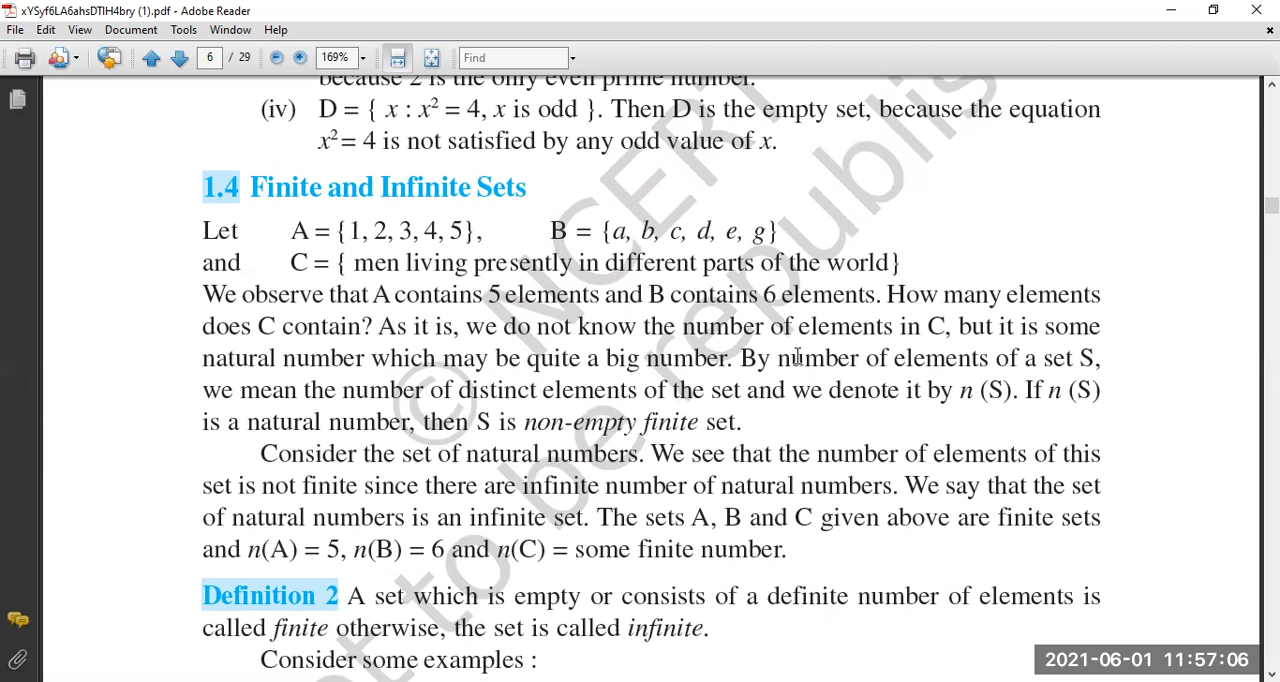 xYSyf6LA6ahsDTIH4bry (1).pdf - Adobe Reader
File Edit View Document Tools Window Help
6 / 29 169% Find
because 2 is the only even prime number.
(iv) D = { x : x² = 4, x is odd }. Then D is the empty set, because the equation
x² = 4 is not satisfied by any odd value of x.
1.4 Finite and Infinite Sets
Let A = {1, 2, 3, 4, 5}, B = {a, b, c, d, e, g}
and C = { men living presently in different parts of the world}
We observe that A contains 5 elements and B contains 6 elements. How many elements
does C contain? As it is, we do not know the number of elements in C, but it is some
natural number which may be quite a big number. By number of elements of a set S,
we mean the number of distinct elements of the set and we denote it by n (S). If n (S)
is a natural number, then S is non-empty finite set.
Consider the set of natural numbers. We see that the number of elements of this
set is not finite since there are infinite number of natural numbers. We say that the set
of natural numbers is an infinite set. The sets A, B and C given above are finite sets
and n(A) = 5, n(B) = 6 and n(C) = some finite number.
Definition 2 A set which is empty or consists of a definite number of elements is
called finite otherwise, the set is called infinite.
Consider some examples :
© NCERT
not to be republis
2021-06-01 11:57:06